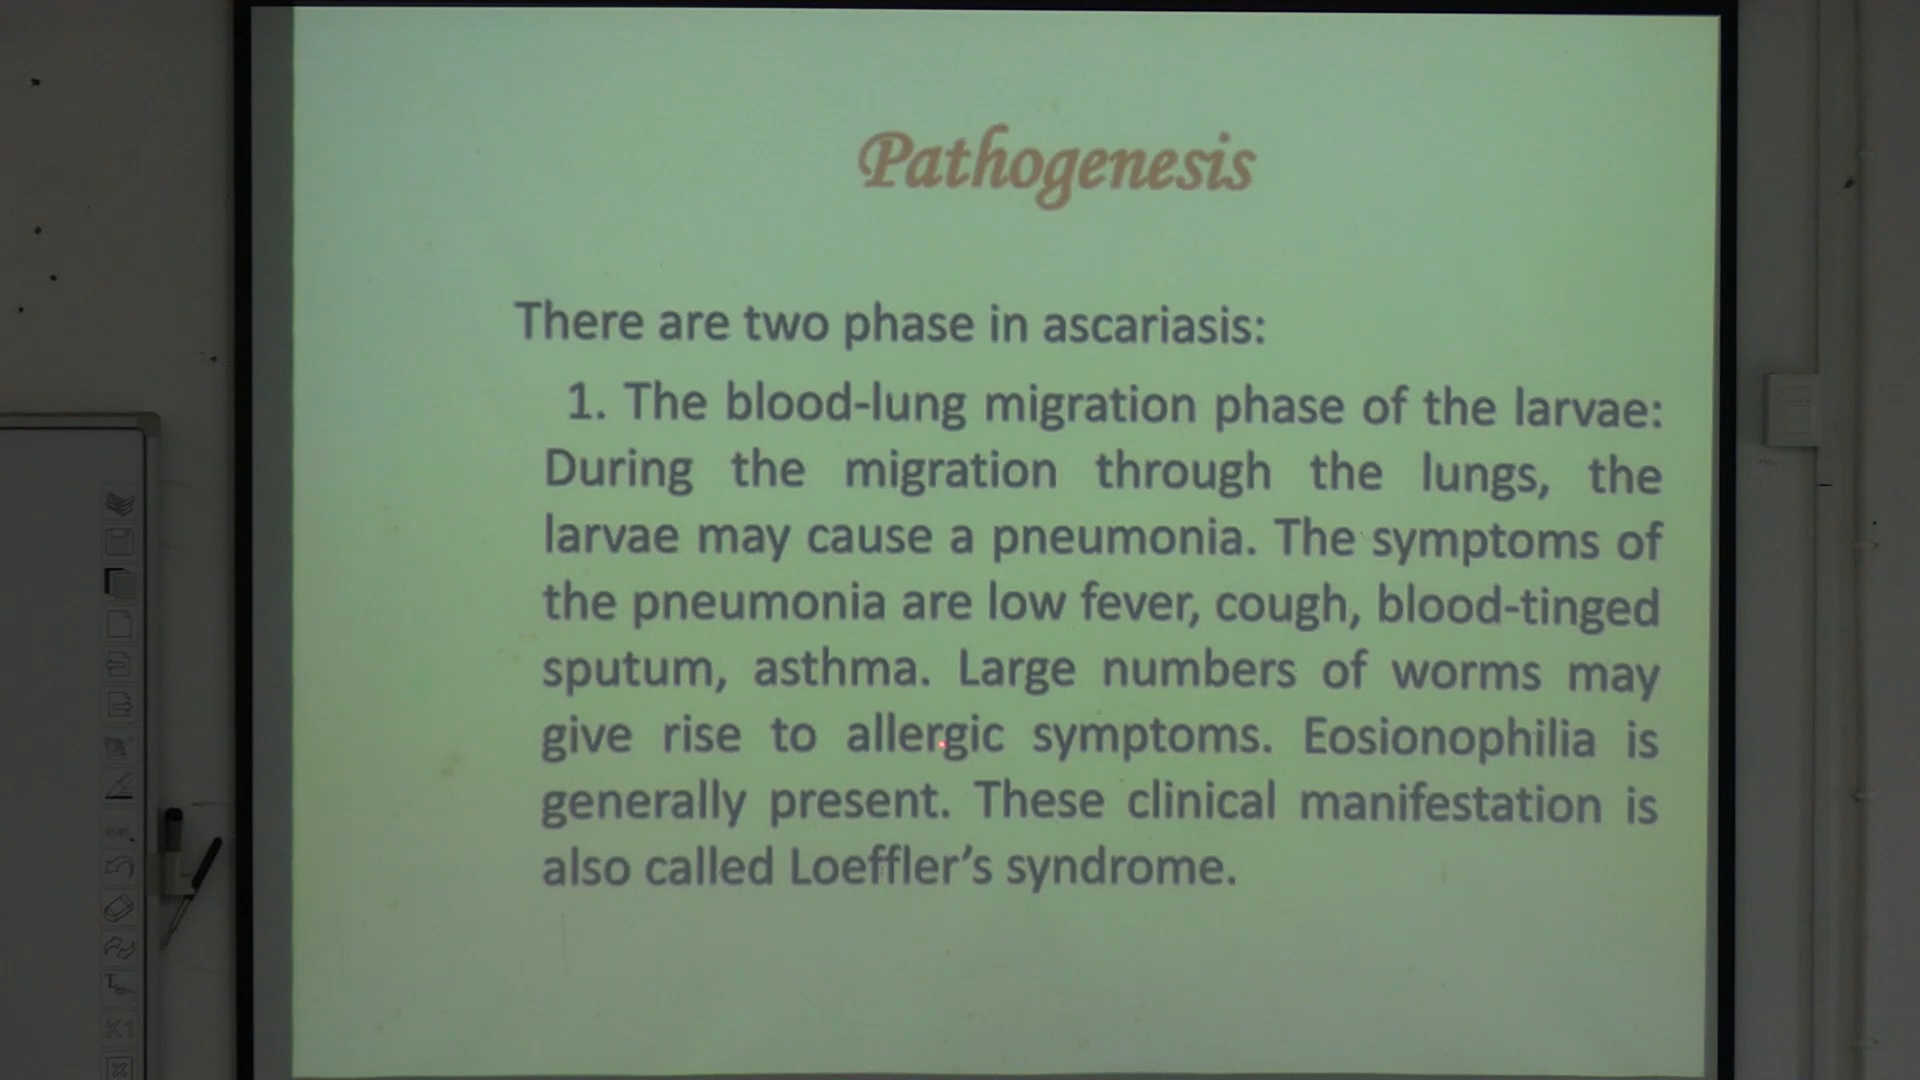 Pathogenesis
There are two phase in ascariasis:
1. The blood-lung migration phase of the larvae:
During the migration through the lungs, the
larvae may cause a pneumonia. The symptoms of
the pneumonia are low fever, cough, blood-tinged
sputum, asthma. Large numbers of worms may
give rise to allergic symptoms. Eosionophilia is
generally present. These clinical manifestation is
also called Loeffler's syndrome.